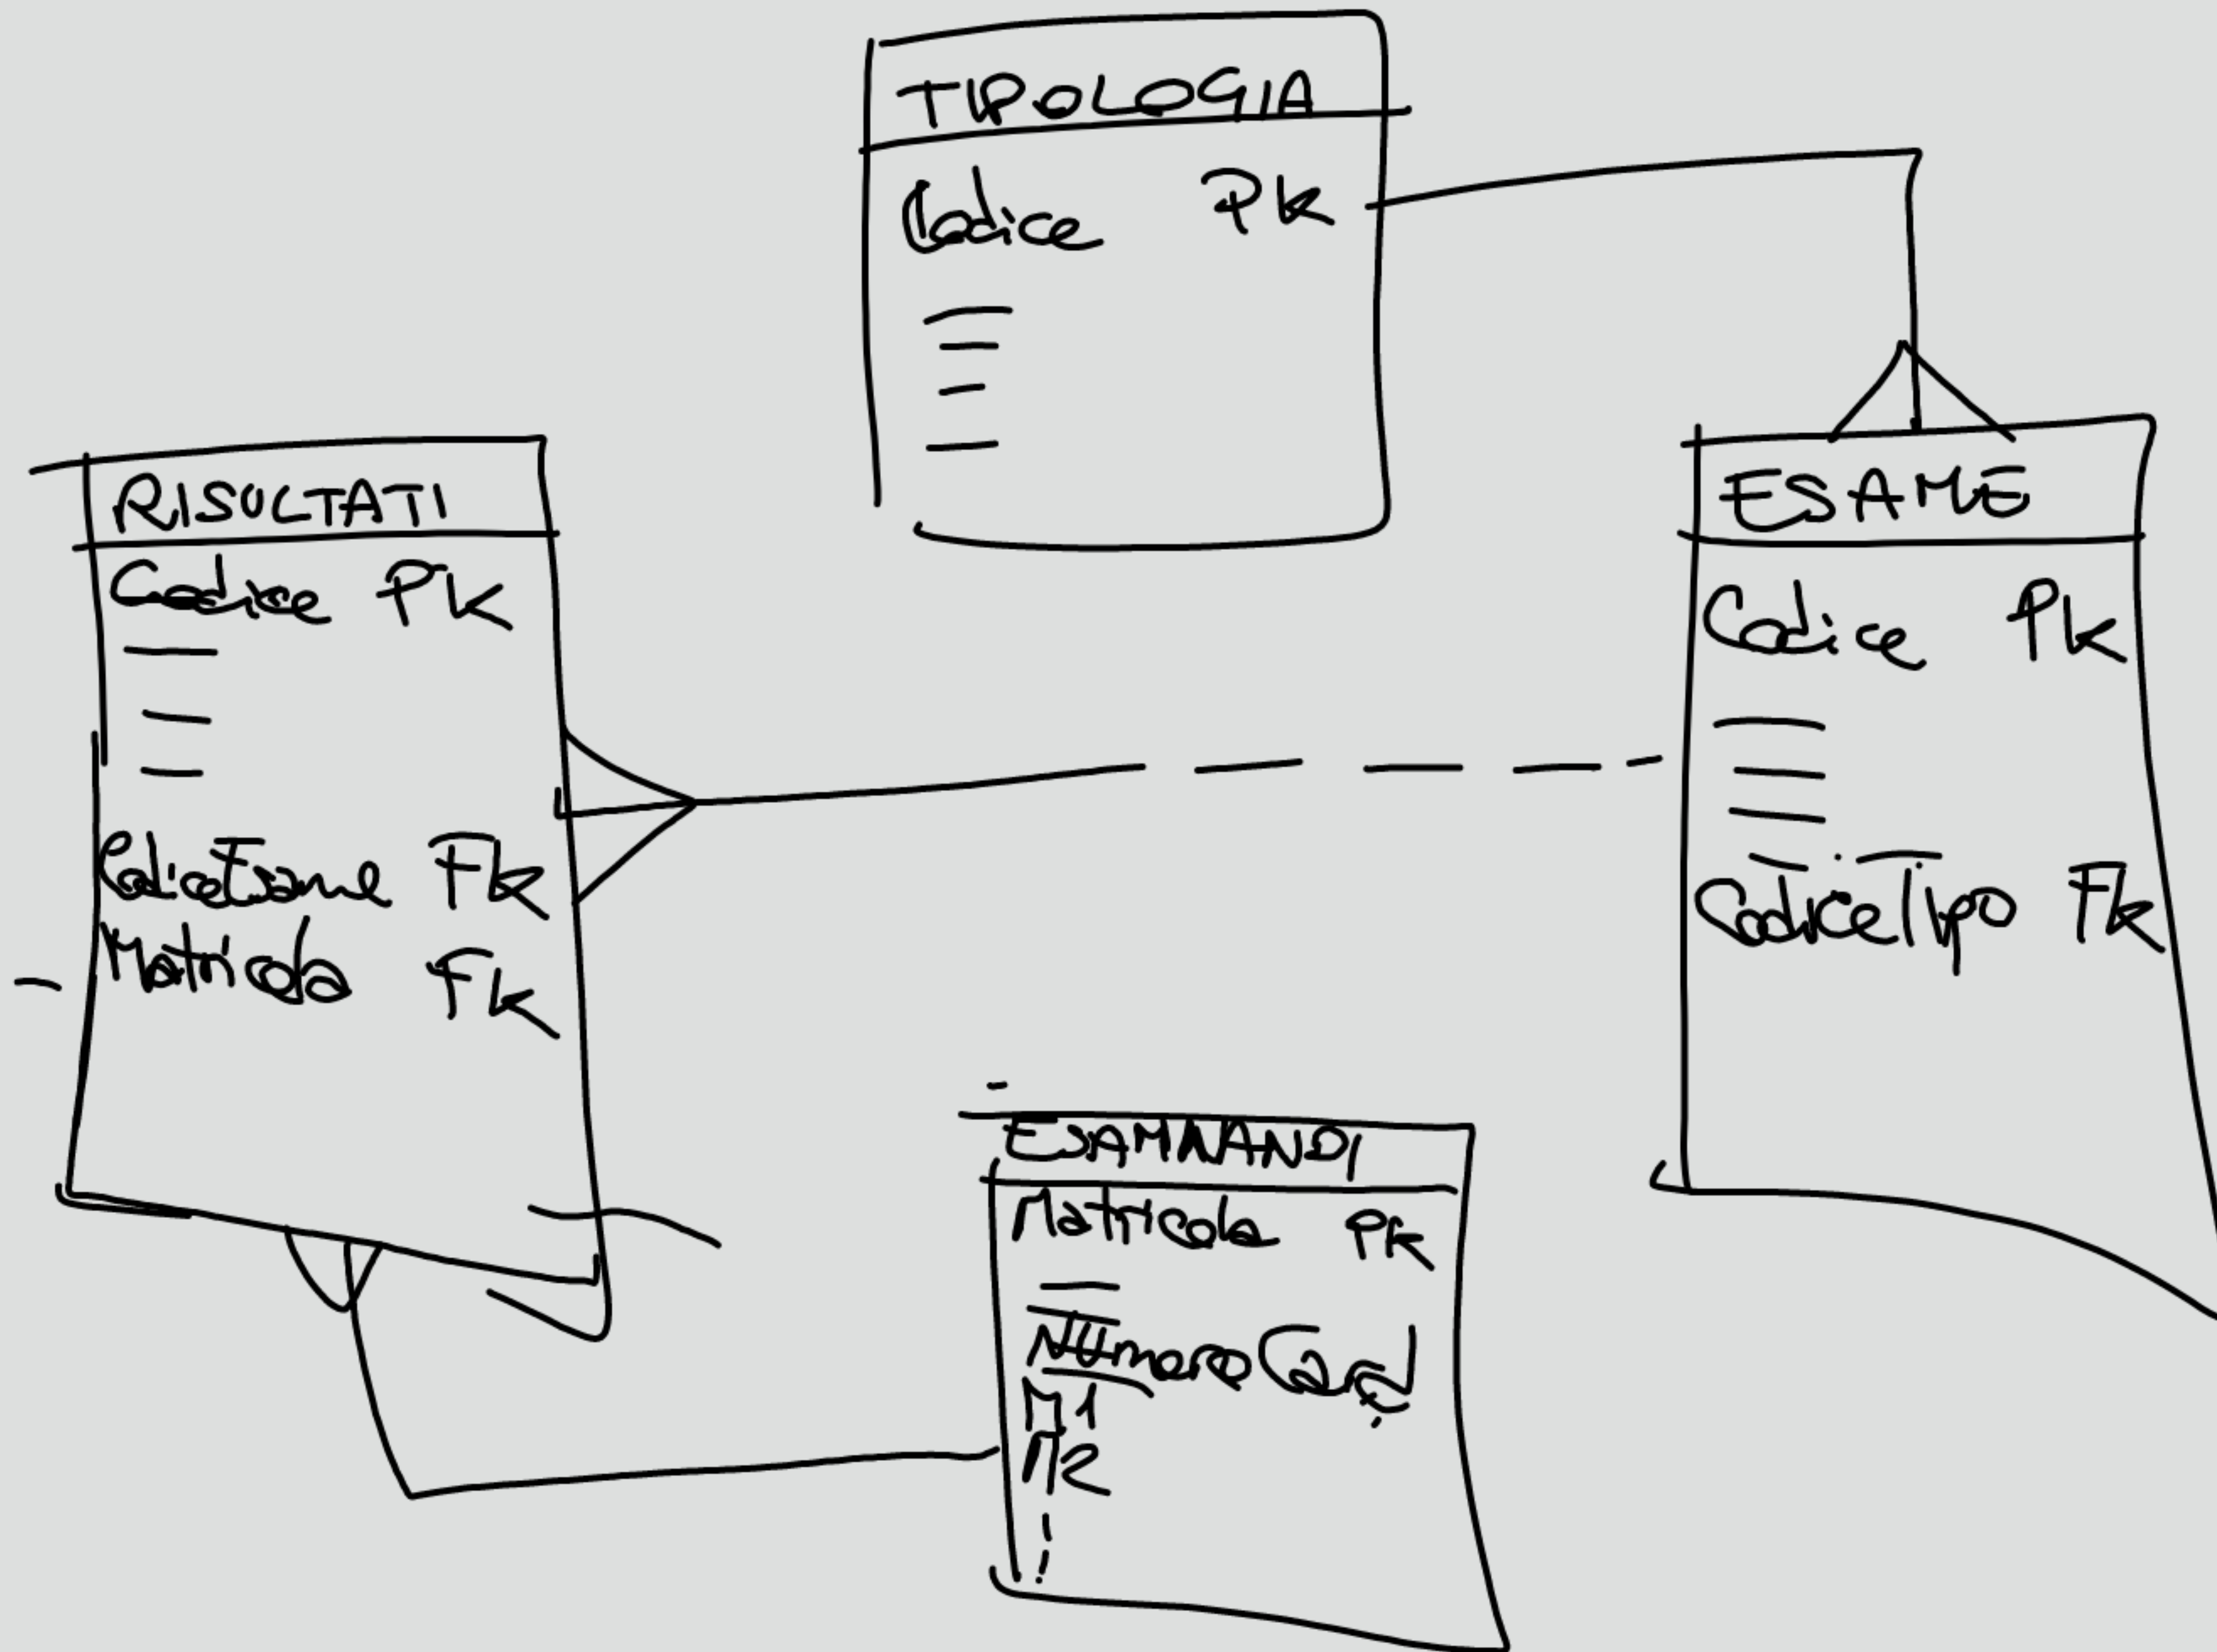 TIPOLOGIA
Codice PK
RISULTATI
Codice PK
CodiceEsame FK
Matricola FK
ESAME
Codice PK
CodiceTipo FK
ESAMINANDI
Matricola PK
M1
M2